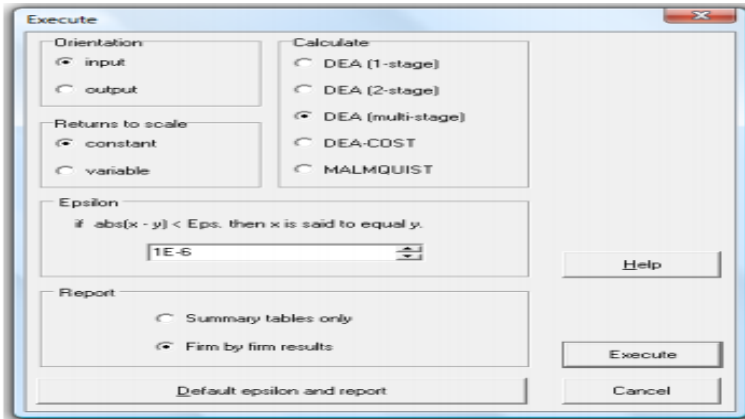 Execute
Orientation
input
output
Returns to scale
constant
variable
Calculate
DEA (1-stage)
DEA (2-stage)
DEA (multi-stage)
DEA-COST
MALMQUIST
Epsilon
if abs(x - y) < Eps. then x is said to equal y.
1E-6
Report
Summary tables only
Firm by firm results
Default epsilon and report
Help
Execute
Cancel